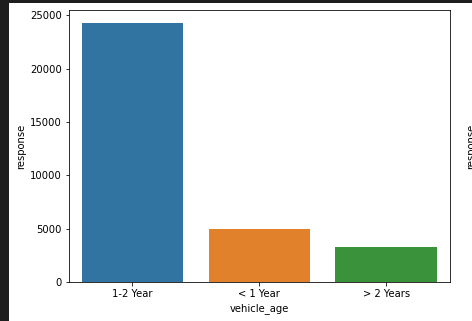 25000
20000
15000
10000
5000
0
response
1-2 Year
< 1 Year
> 2 Years
vehicle_age
response